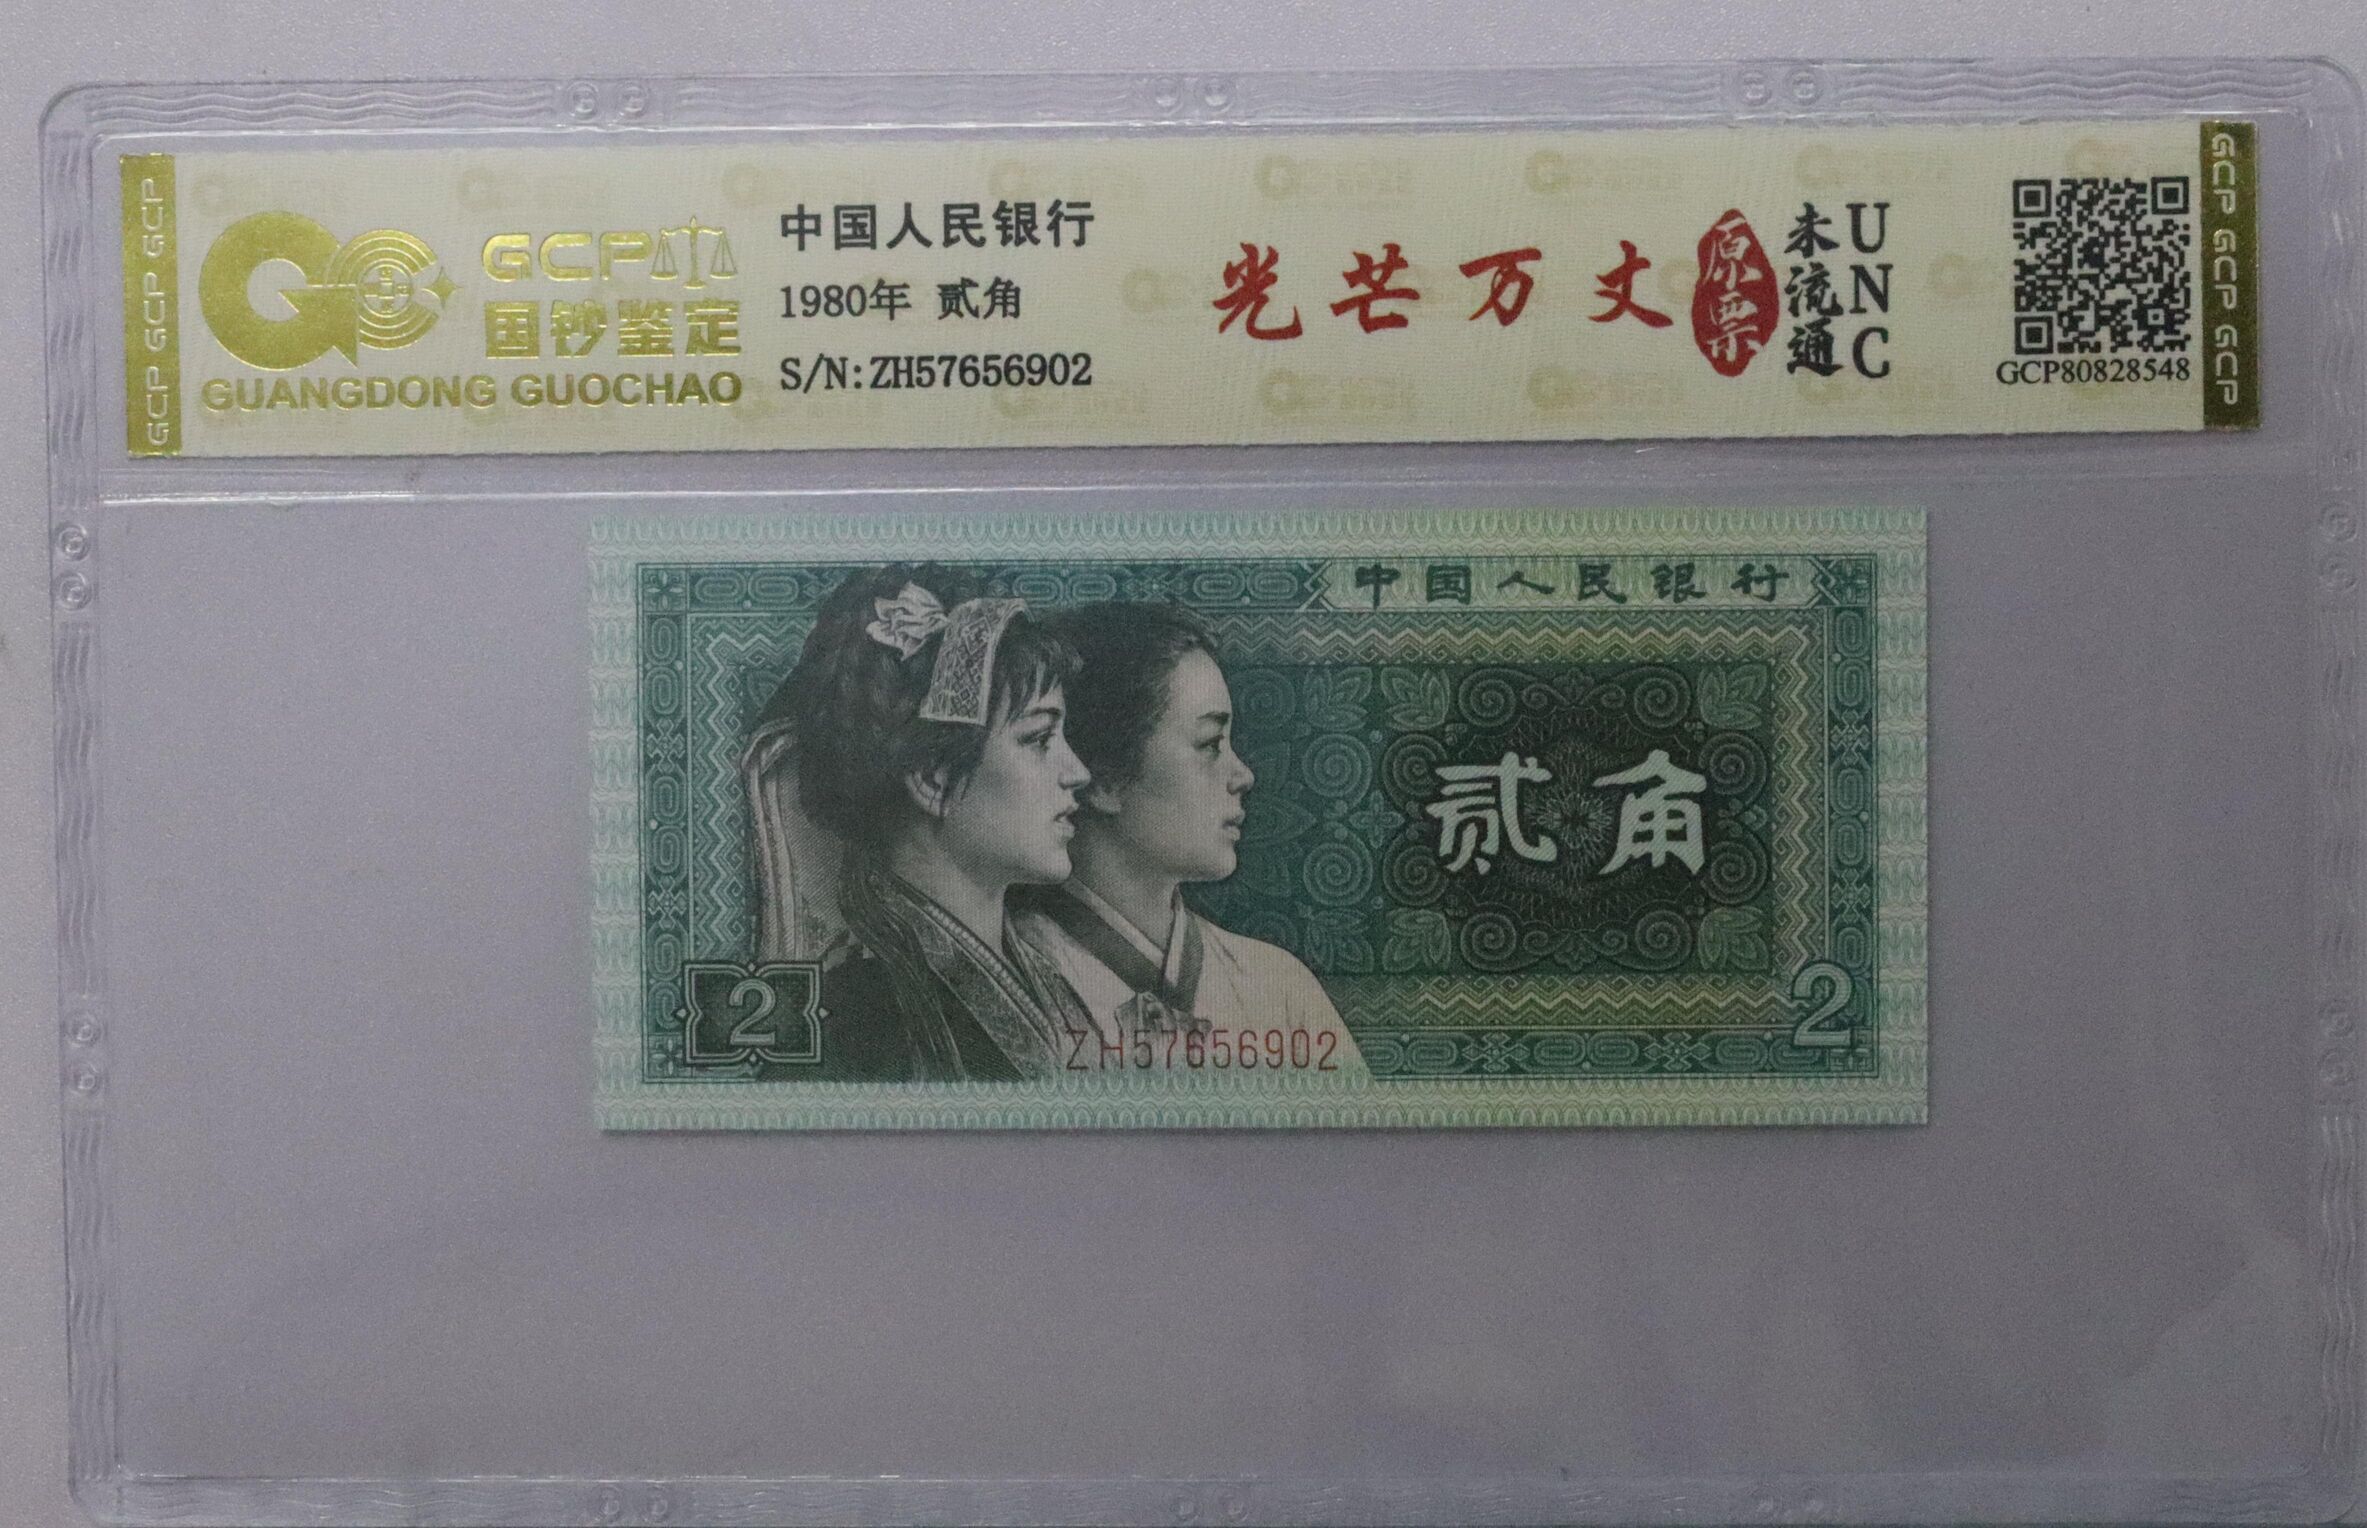 GCP GCP GCP
GCP
国钞鉴定
GUANGDONG GUOCHAO
中国人民银行
1980年 贰角
S/N:ZH57656902
光芒万丈
原票
未流通
UNC
GCP80828548
GCP GCP GCP
中国人民银行
贰角
2
2
ZH57656902